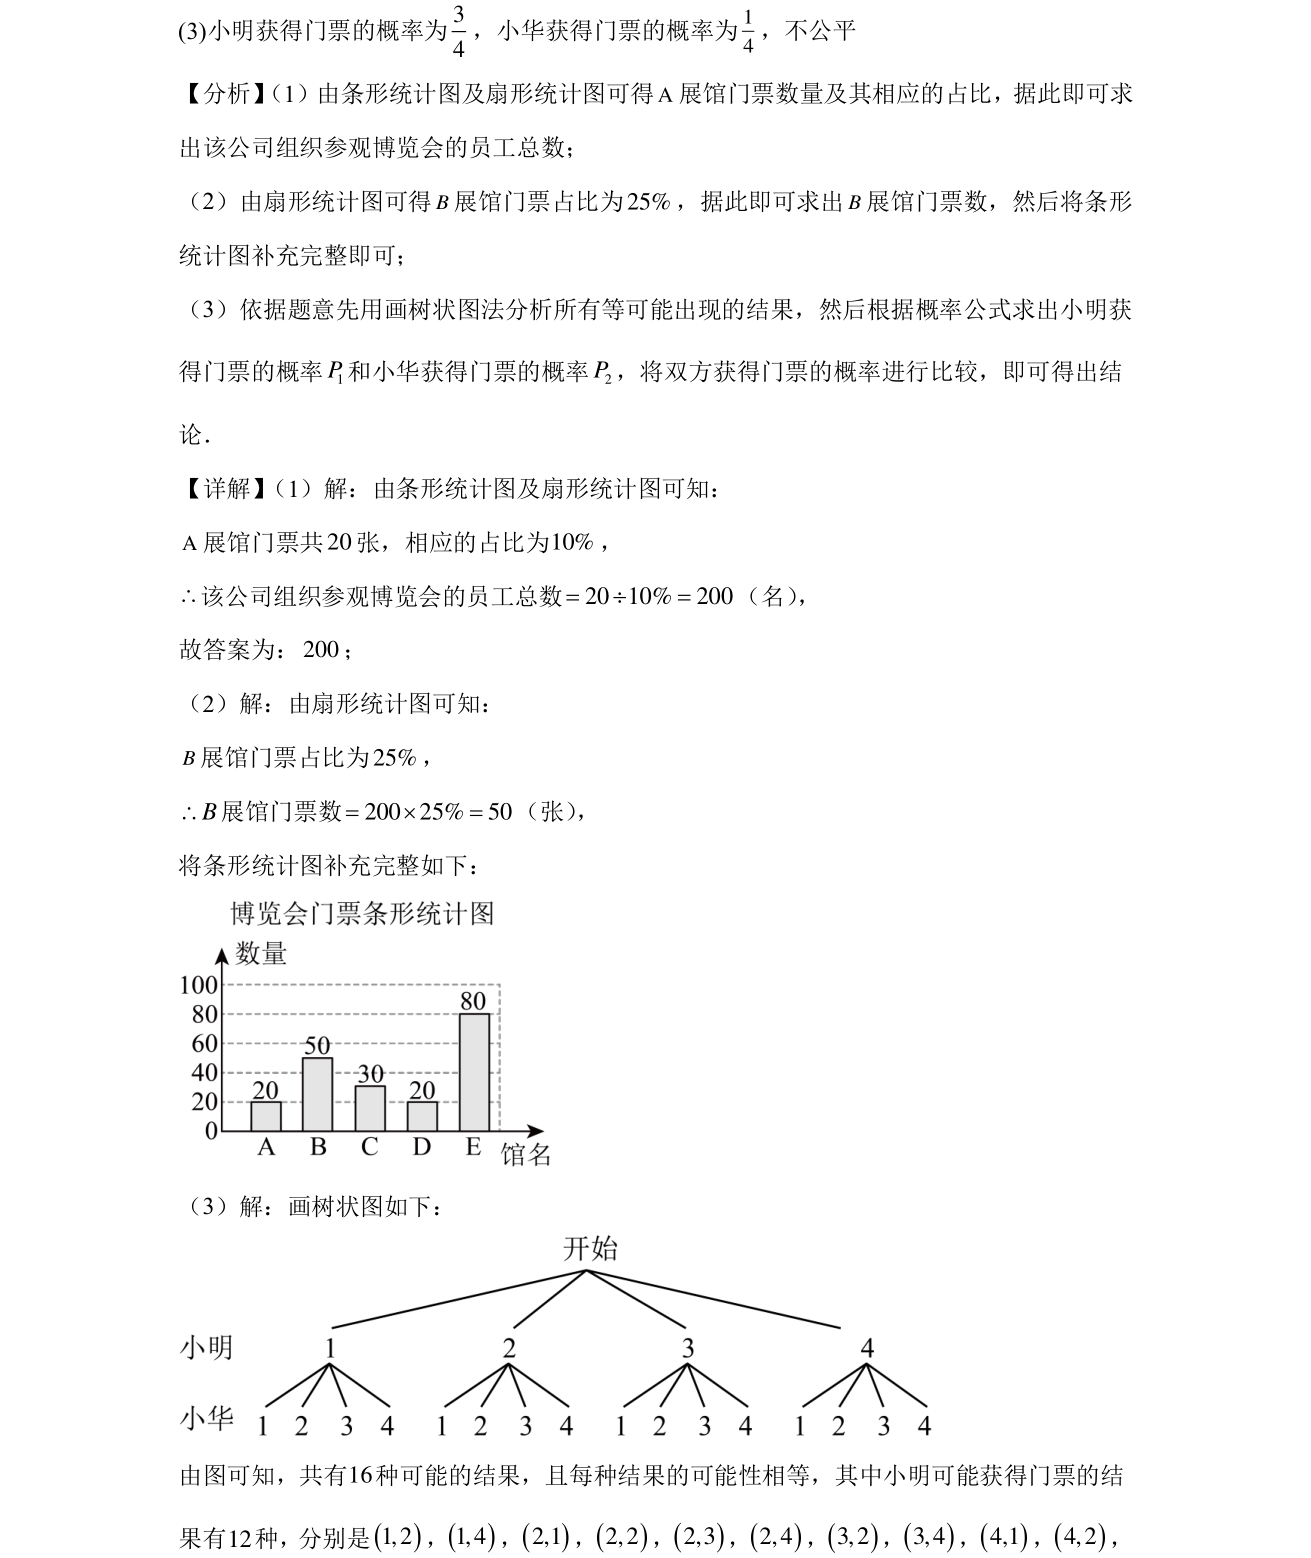 (3)小明获得门票的概率为3/4，小华获得门票的概率为1/4，不公平
【分析】（1）由条形统计图及扇形统计图可得A展馆门票数量及其相应的占比，据此即可求
出该公司组织参观博览会的员工总数；
（2）由扇形统计图可得B展馆门票占比为25%，据此即可求出B展馆门票数，然后将条形
统计图补充完整即可；
（3）依据题意先用画树状图法分析所有等可能出现的结果，然后根据概率公式求出小明获
得门票的概率P₁和小华获得门票的概率P₂，将双方获得门票的概率进行比较，即可得出结
论．
【详解】（1）解：由条形统计图及扇形统计图可知：
A展馆门票共20张，相应的占比为10%，
∴该公司组织参观博览会的员工总数=20÷10%=200（名），
故答案为：200；
（2）解：由扇形统计图可知：
B展馆门票占比为25%，
∴B展馆门票数=200×25%=50（张），
将条形统计图补充完整如下：
博览会门票条形统计图
数量
100
80 80
60 50
40 30
20 20 20
0
A B C D E 馆名
（3）解：画树状图如下：
开始
小明 1 2 3 4
小华 1 2 3 4 1 2 3 4 1 2 3 4 1 2 3 4
由图可知，共有16种可能的结果，且每种结果的可能性相等，其中小明可能获得门票的结
果有12种，分别是(1,2)，(1,4)，(2,1)，(2,2)，(2,3)，(2,4)，(3,2)，(3,4)，(4,1)，(4,2)，